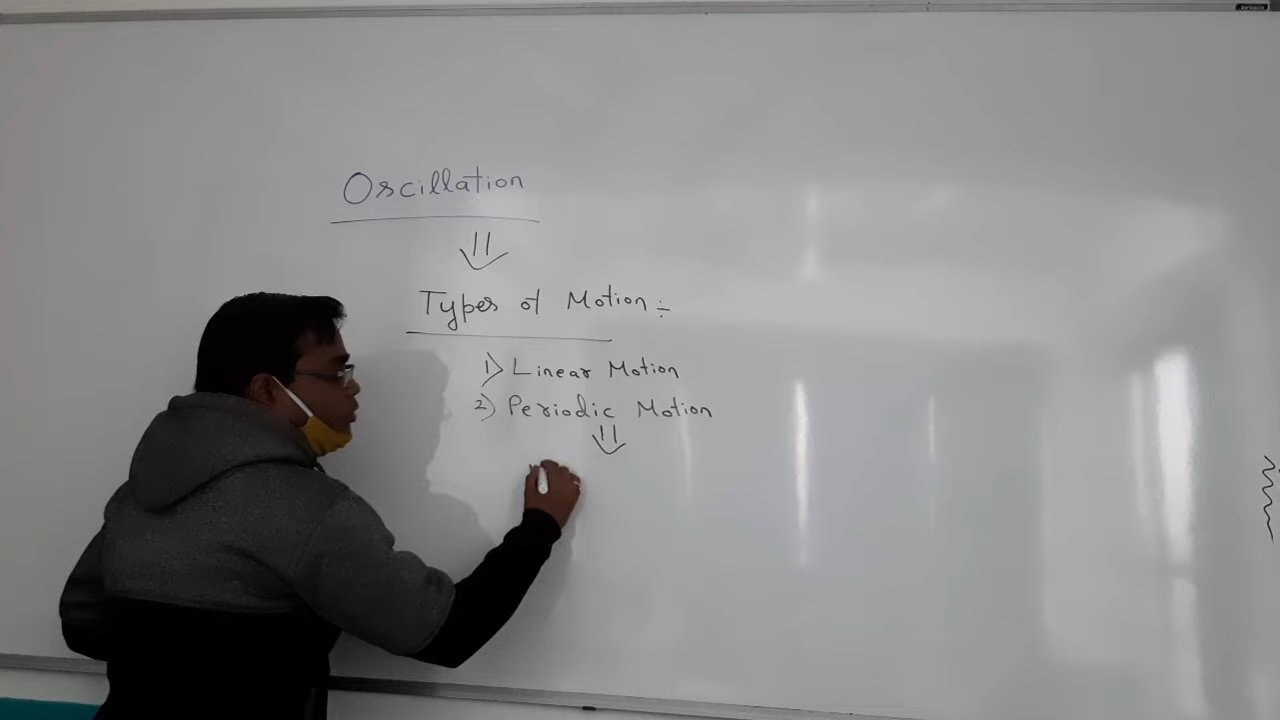 Oscillation
Types of Motion :-
1) Linear Motion
2) Periodic Motion